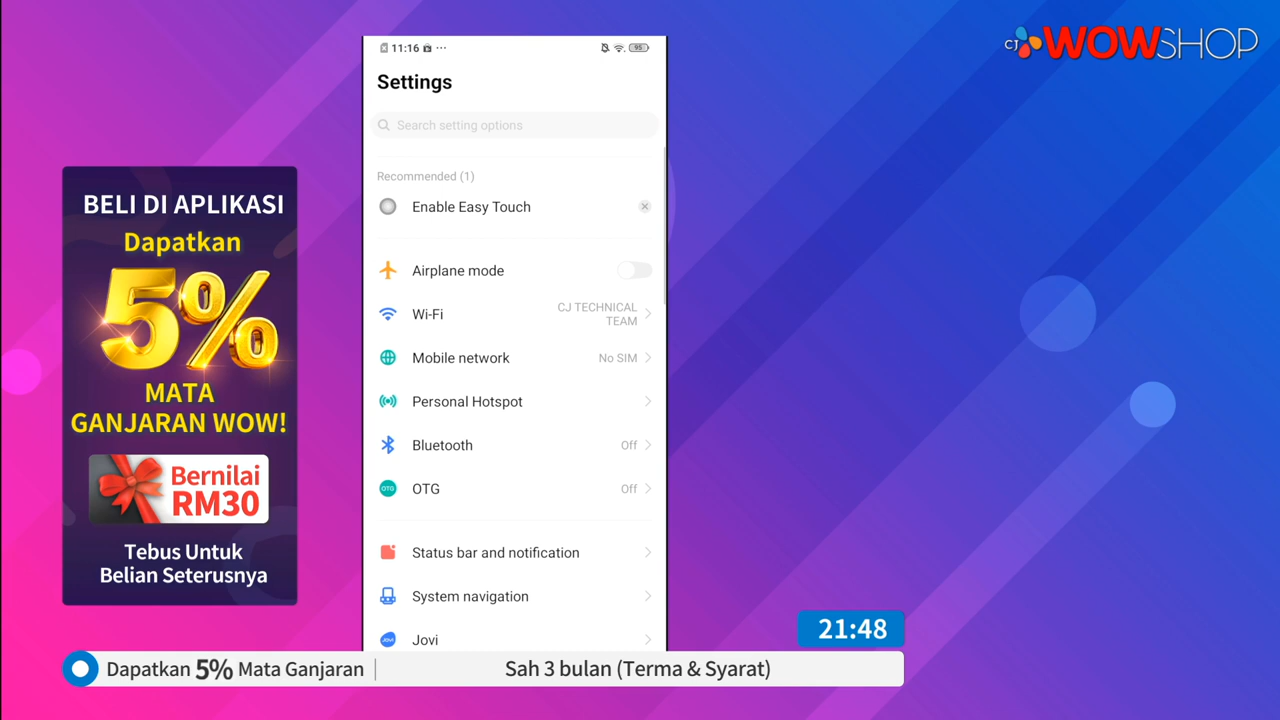 CJ WOWSHOP
11:16 ...
95
Settings
Search setting options
Recommended (1)
Enable Easy Touch
Airplane mode
Wi-Fi
CJ TECHNICAL
TEAM
Mobile network
No SIM
Personal Hotspot
Bluetooth
Off
OTG
OTG
Off
Status bar and notification
System navigation
JOVI
Jovi
BELI DI APLIKASI
Dapatkan
5%
MATA
GANJARAN WOW!
Bernilai
RM30
Tebus Untuk
Belian Seterusnya
21:48
Dapatkan 5% Mata Ganjaran
Sah 3 bulan (Terma & Syarat)